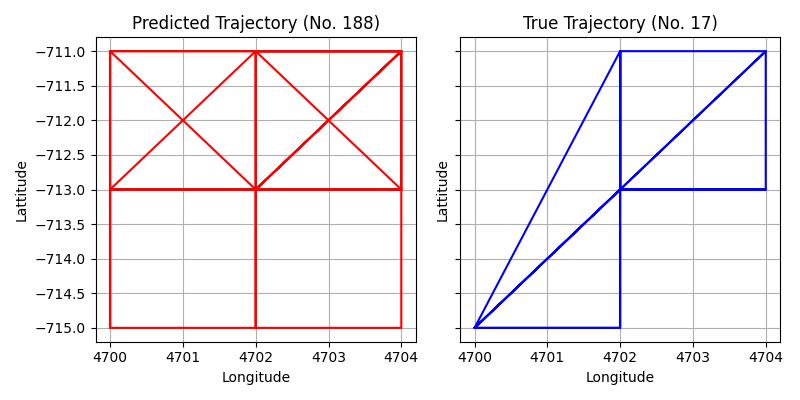 Predicted Trajectory (No. 188)
−711.0
−711.5
−712.0
−712.5
−713.0
−713.5
−714.0
−714.5
−715.0
Lattitude
4700 4701 4702 4703 4704
Longitude
True Trajectory (No. 17)
Lattitude
4700 4701 4702 4703 4704
Longitude